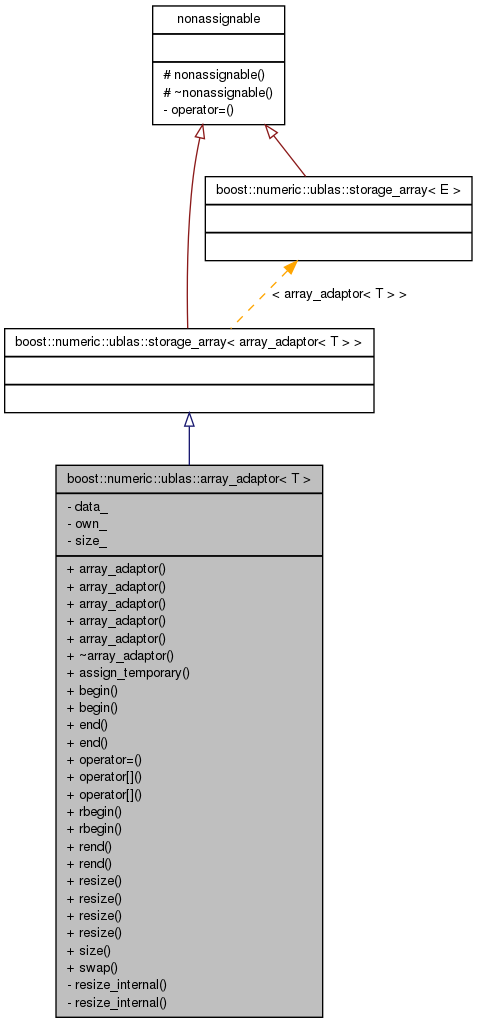 nonassignable
# nonassignable()
# ~nonassignable()
- operator=()
boost::numeric::ublas::storage_array< E >
< array_adaptor< T > >
boost::numeric::ublas::storage_array< array_adaptor< T > >
boost::numeric::ublas::array_adaptor< T >
- data_
- own_
- size_
+ array_adaptor()
+ array_adaptor()
+ array_adaptor()
+ array_adaptor()
+ array_adaptor()
+ ~array_adaptor()
+ assign_temporary()
+ begin()
+ begin()
+ end()
+ end()
+ operator=()
+ operator[]()
+ operator[]()
+ rbegin()
+ rbegin()
+ rend()
+ rend()
+ resize()
+ resize()
+ resize()
+ resize()
+ size()
+ swap()
- resize_internal()
- resize_internal()